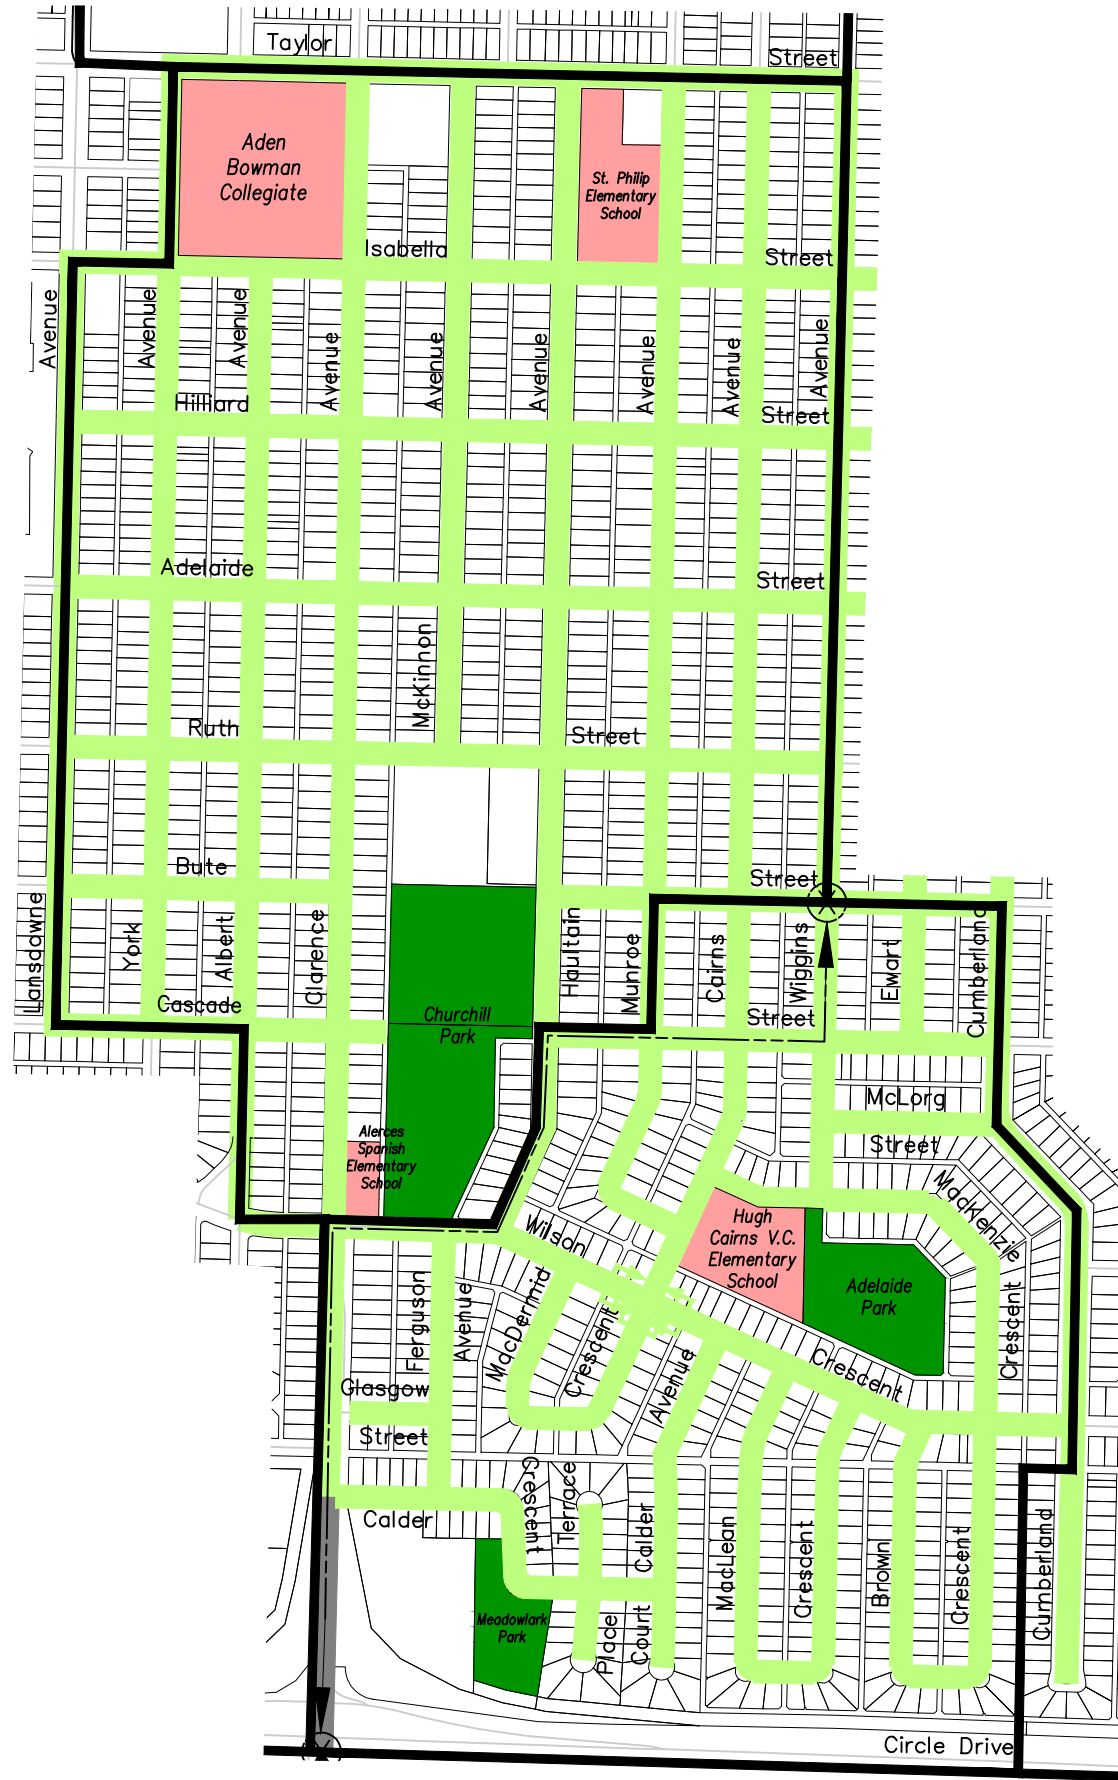 Taylor
Street
Aden
Bowman
Collegiate
St. Philip
Elementary
School
Isabella
Street
Avenue
Avenue
Avenue
Avenue
Avenue
Avenue
Avenue
Avenue
Avenue
Hilliard
Street
Adelaide
Street
McKinnon
Ruth
Street
Bute
Street
Lansdowne
York
Albert
Clarence
Haultain
Munroe
Cairns
Wiggins
Ewart
Cumberland
Cascade
Street
Churchill
Park
McLorg
Street
Alerces
Spanish
Elementary
School
MacKenzie
Crescent
Hugh
Cairns V.C.
Elementary
School
Adelaide
Park
Wilson
Crescent
Ferguson
Avenue
MacDermid
Crescent
Avenue
Glasgow
Street
Calder
Crescent
Terrace
Place
Calder
Court
MacLean
Crescent
Brown
Crescent
Cumberland
Meadowlark
Park
Circle Drive